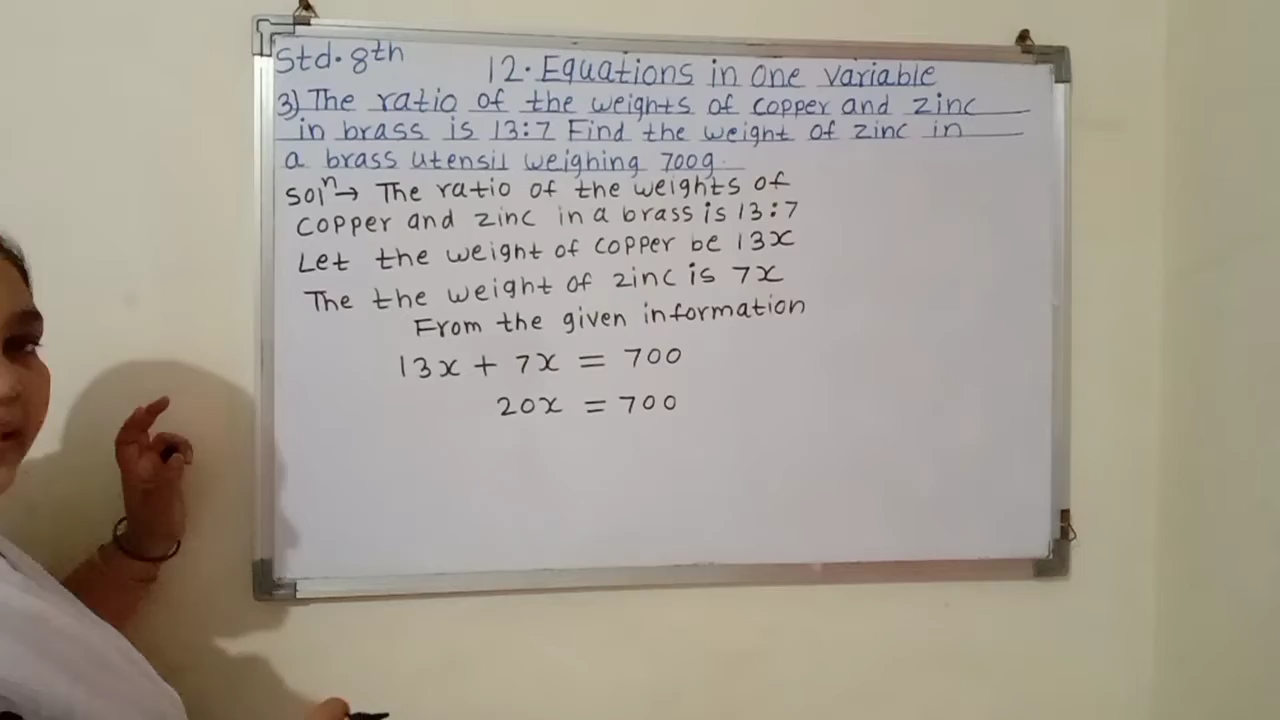 Std. 8th
12. Equations in one variable
3) The ratio of the weights of copper and zinc
in brass is 13:7 Find the weight of zinc in
a brass utensil weighing 700g.
Solⁿ → The ratio of the weights of
copper and zinc in a brass is 13:7
Let the weight of copper be 13x
The the weight of zinc is 7x
From the given information
13x + 7x = 700
20x = 700